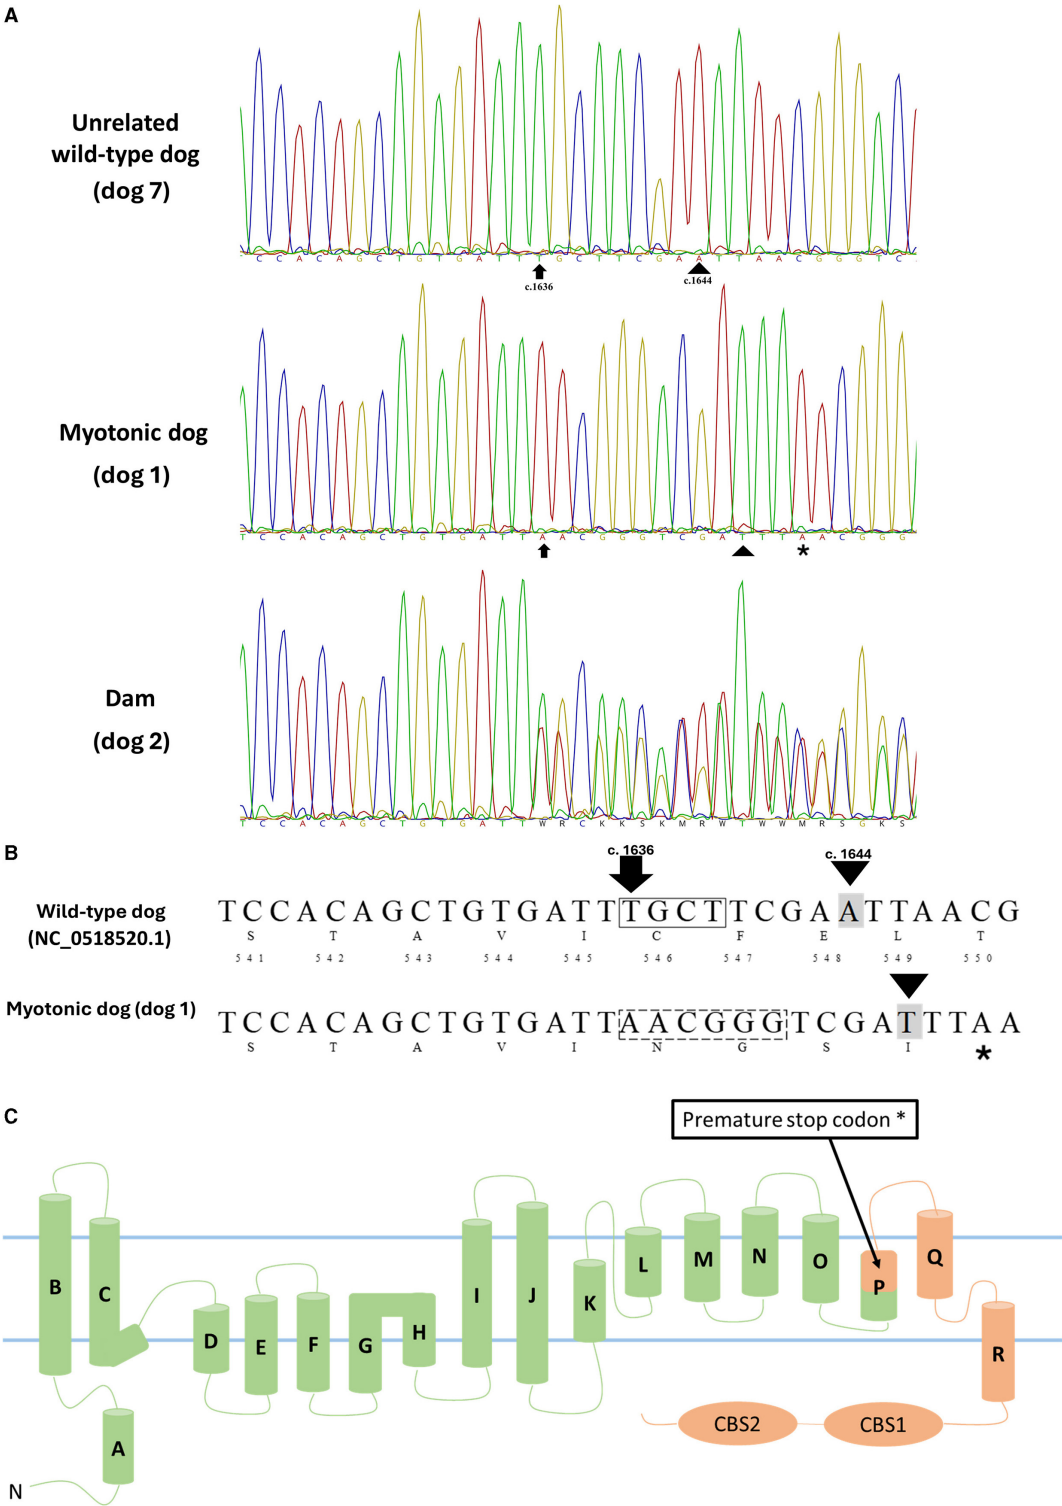 A
Unrelated
wild-type dog
(dog 7)
C C A C A G C T G T G A T T T G C T T C G A A T T A A C G G G T C
c.1636
c.1644
Myotonic dog
(dog 1)
T C C A C A G C T G T G A T T A A C G G G T C G A T T T A A C G G G
*
Dam
(dog 2)
T C C A C A G C T G T G A T T W R C K K S K M R W T W W M R S G K S
B
c. 1636
c. 1644
Wild-type dog
(NC_0518520.1)
TCCACAGCTGTGATTTGCTTCGAATTAACG
S T A V I C F E L T
541 542 543 544 545 546 547 548 549 550
Myotonic dog (dog 1)
TCCACAGCTGTGATTAACGGGTCGATTTAA
S T A V I N G S I *
C
Premature stop codon *
B
C
D
E
F
G
H
I
J
K
L
M
N
O
P
Q
R
A
CBS2
CBS1
N